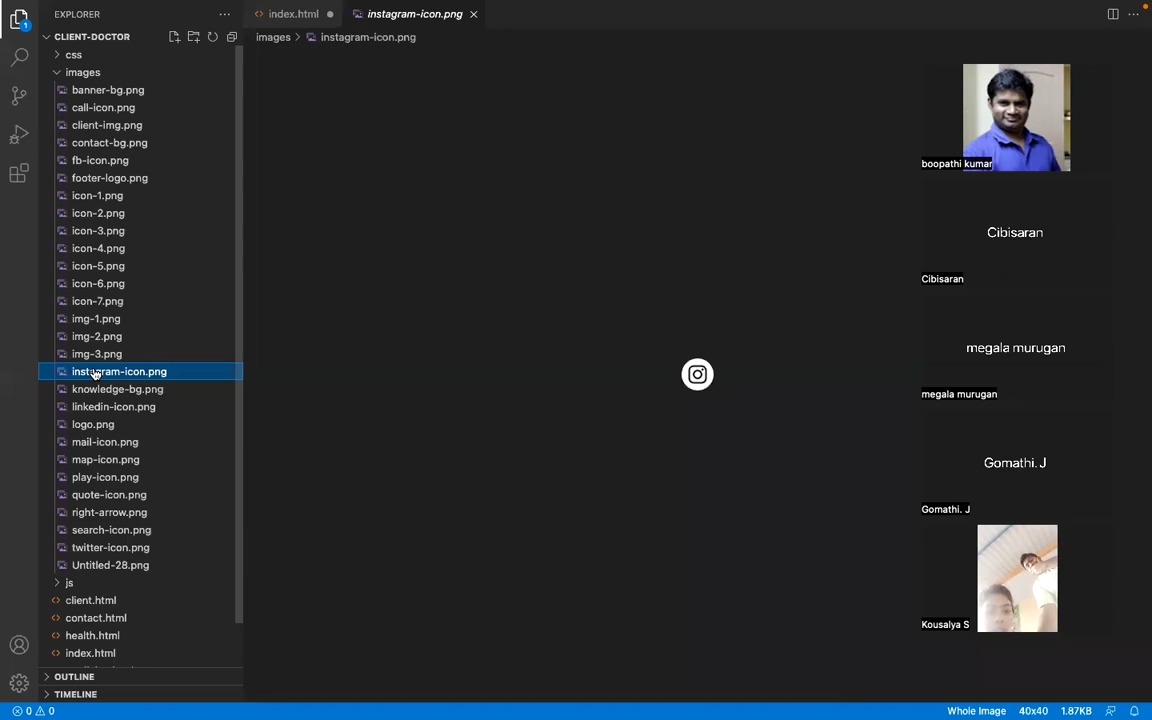 EXPLORER
index.html
instagram-icon.png
CLIENT-DOCTOR
images
instagram-icon.png
css
images
banner-bg.png
call-icon.png
client-img.png
contact-bg.png
fb-icon.png
footer-logo.png
icon-1.png
icon-2.png
icon-3.png
icon-4.png
icon-5.png
icon-6.png
icon-7.png
img-1.png
img-2.png
img-3.png
instagram-icon.png
knowledge-bg.png
linkedin-icon.png
logo.png
mail-icon.png
map-icon.png
play-icon.png
quote-icon.png
right-arrow.png
search-icon.png
twitter-icon.png
Untitled-28.png
js
client.html
contact.html
health.html
index.html
OUTLINE
TIMELINE
boopathi kumar
Cibisaran
Cibisaran
megala murugan
megala murugan
Gomathi. J
Gomathi. J
Kousalya S
1
0 0
Whole Image 40x40 1.87KB